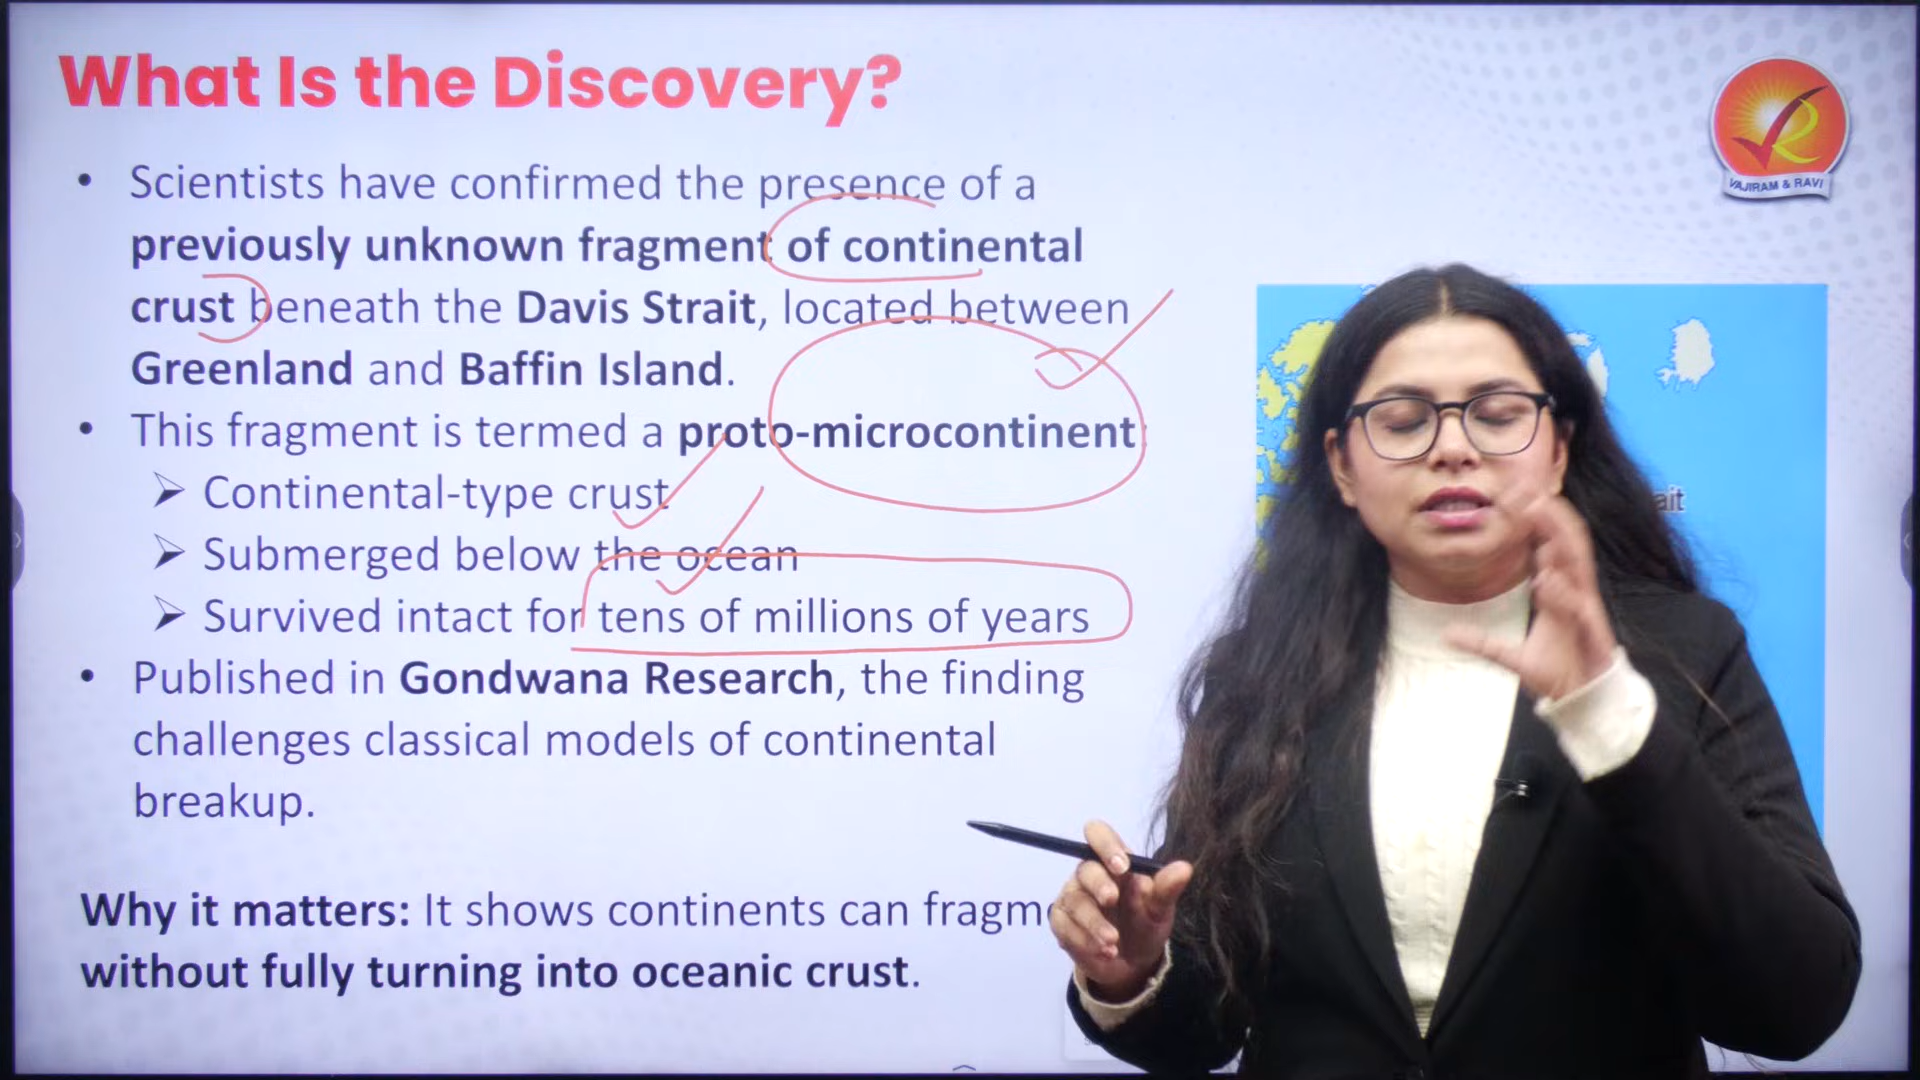 What Is the Discovery?
VAJIRAM & RAVI
• Scientists have confirmed the presence of a
previously unknown fragment of continental
crust beneath the Davis Strait, located between
Greenland and Baffin Island.
• This fragment is termed a proto-microcontinent:
➢ Continental-type crust
➢ Submerged below the ocean
➢ Survived intact for tens of millions of years
• Published in Gondwana Research, the finding
challenges classical models of continental
breakup.
Why it matters: It shows continents can fragm
without fully turning into oceanic crust.
ait